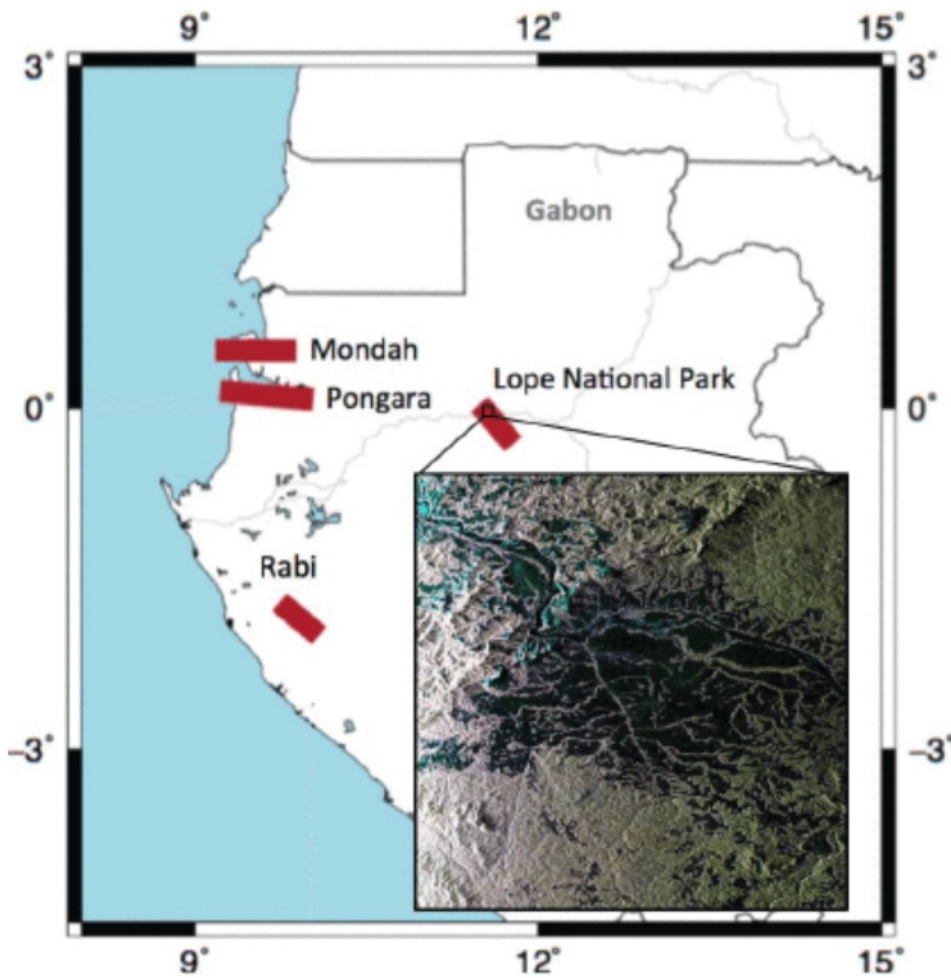 9° 12° 15°
3° 3°
Gabon
Mondah
Lope National Park
Pongara
0° 0°
Rabi
−3° −3°
9° 12° 15°